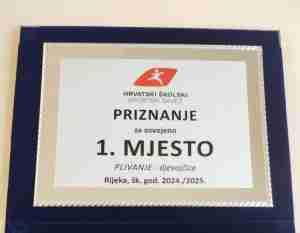 HRVATSKI ŠKOLSKI
SPORTSKI SAVEZ
PRIZNANJE
za osvojeno
1. MJESTO
PLIVANJE - djevojčice
Rijeka, šk. god. 2024./2025.